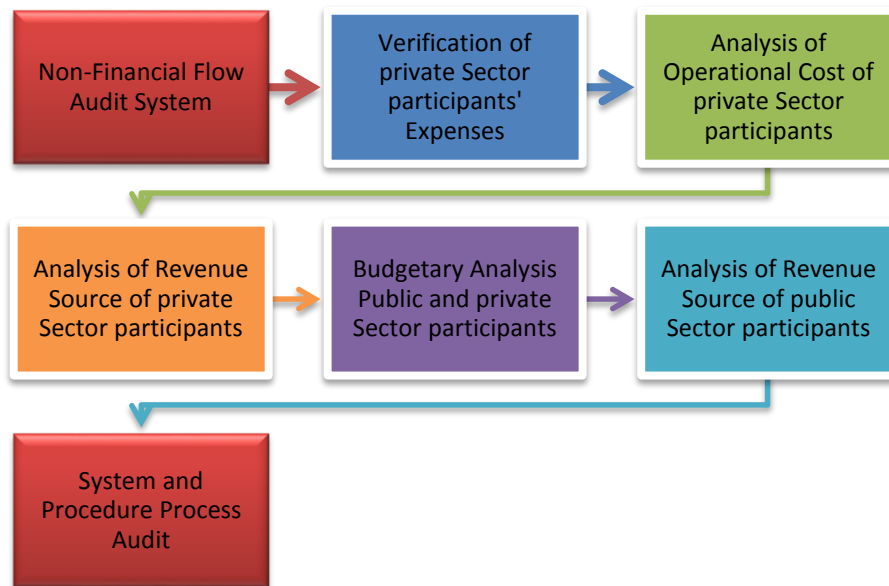 Non-Financial Flow
Audit System
Verification of
private Sector
participants'
Expenses
Analysis of
Operational Cost of
private Sector
participants
Analysis of Revenue
Source of private
Sector participants
Budgetary Analysis
Public and private
Sector participants
Analysis of Revenue
Source of public
Sector participants
System and
Procedure Process
Audit